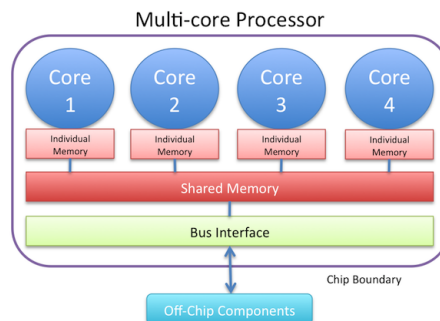 Multi-core Processor
Core
1
Core
2
Core
3
Core
4
Individual
Memory
Individual
Memory
Individual
Memory
Individual
Memory
Shared Memory
Bus Interface
Chip Boundary
Off-Chip Components